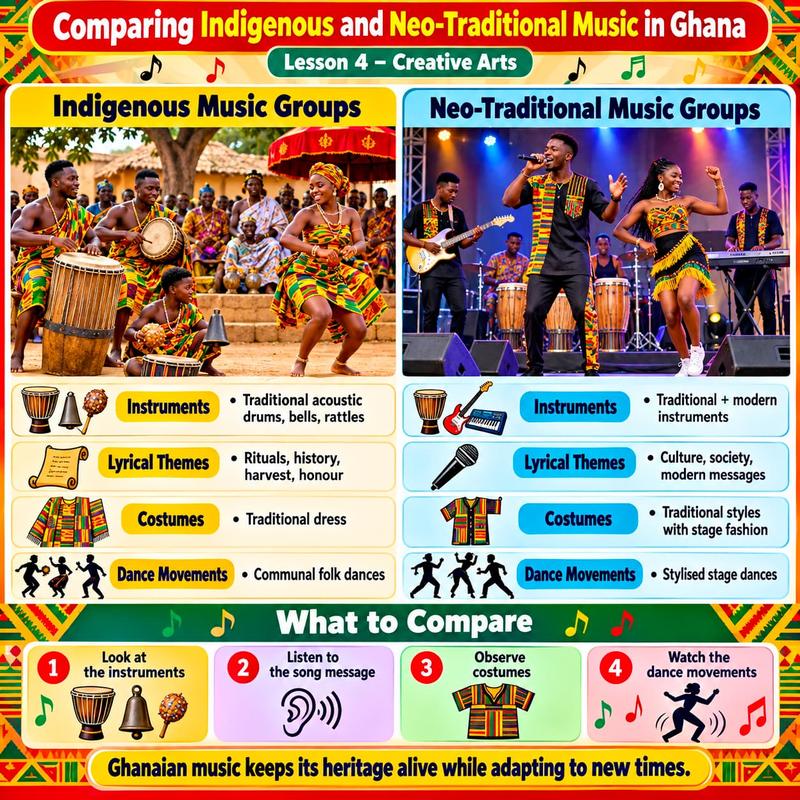 Comparing Indigenous and Neo-Traditional Music in Ghana
Lesson 4 – Creative Arts
Indigenous Music Groups
Instruments
• Traditional acoustic
drums, bells, rattles
Lyrical Themes
• Rituals, history,
harvest, honour
Costumes
• Traditional dress
Dance Movements
• Communal folk dances
Neo-Traditional Music Groups
Instruments
• Traditional + modern
instruments
Lyrical Themes
• Culture, society,
modern messages
Costumes
• Traditional styles
with stage fashion
Dance Movements
• Stylised stage dances
What to Compare
1
Look at
the instruments
2
Listen to
the song message
3
Observe
costumes
4
Watch the
dance movements
Ghanaian music keeps its heritage alive while adapting to new times.